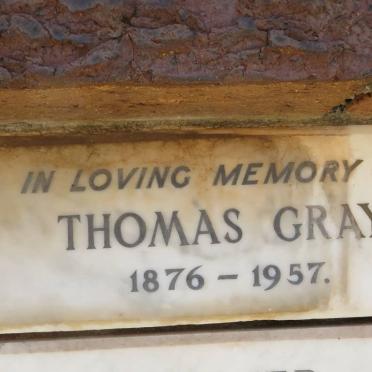 IN LOVING MEMORY
THOMAS GRAY
1876 – 1957.